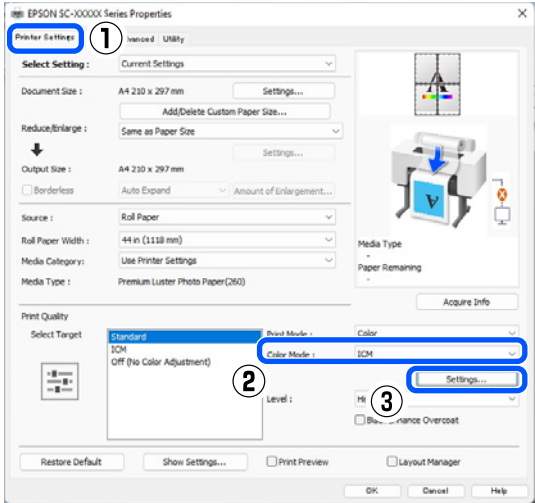 EPSON SC-XXXXX Series Properties
Printer Settings ① vanced Utility
Select Setting : Current Settings
Document Size : A4 210 x 297 mm Settings...
Add/Delete Custom Paper Size...
Reduce/Enlarge : Same as Paper Size
Settings...
Output Size : A4 210 x 297 mm
Borderless Auto Expand Amount of Enlargement...
Source : Roll Paper
Roll Paper Width : 44 in (1118 mm)
Media Category: Use Printer Settings
Media Type : Premium Luster Photo Paper(260)
A
A
Media Type
-
Paper Remaining
-
Acquire Info
Print Quality
Select Target
Standard
ICM
Off (No Color Adjustment)
Print Mode : Color
Color Mode : ICM
② Settings...
Level : ③
hance Overcoat
Restore Default Show Settings... Print Preview Layout Manager
OK Cancel Help